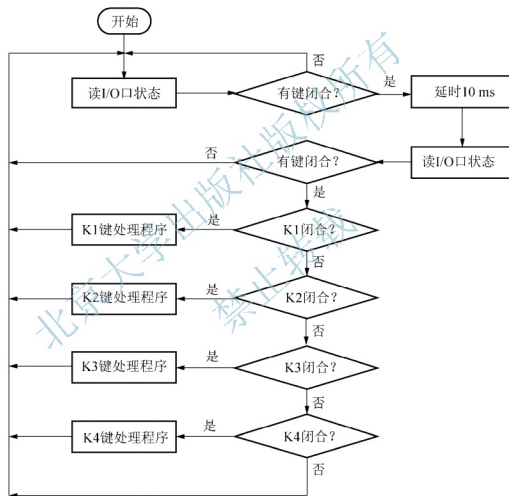 开始
否
读I/O口状态
有键闭合?
是
延时10 ms
否
有键闭合?
读I/O口状态
是
K1键处理程序
是
K1闭合?
否
K2键处理程序
是
K2闭合?
否
K3键处理程序
是
K3闭合?
否
K4键处理程序
是
K4闭合?
否
北京大学出版社版权所有
禁止转载